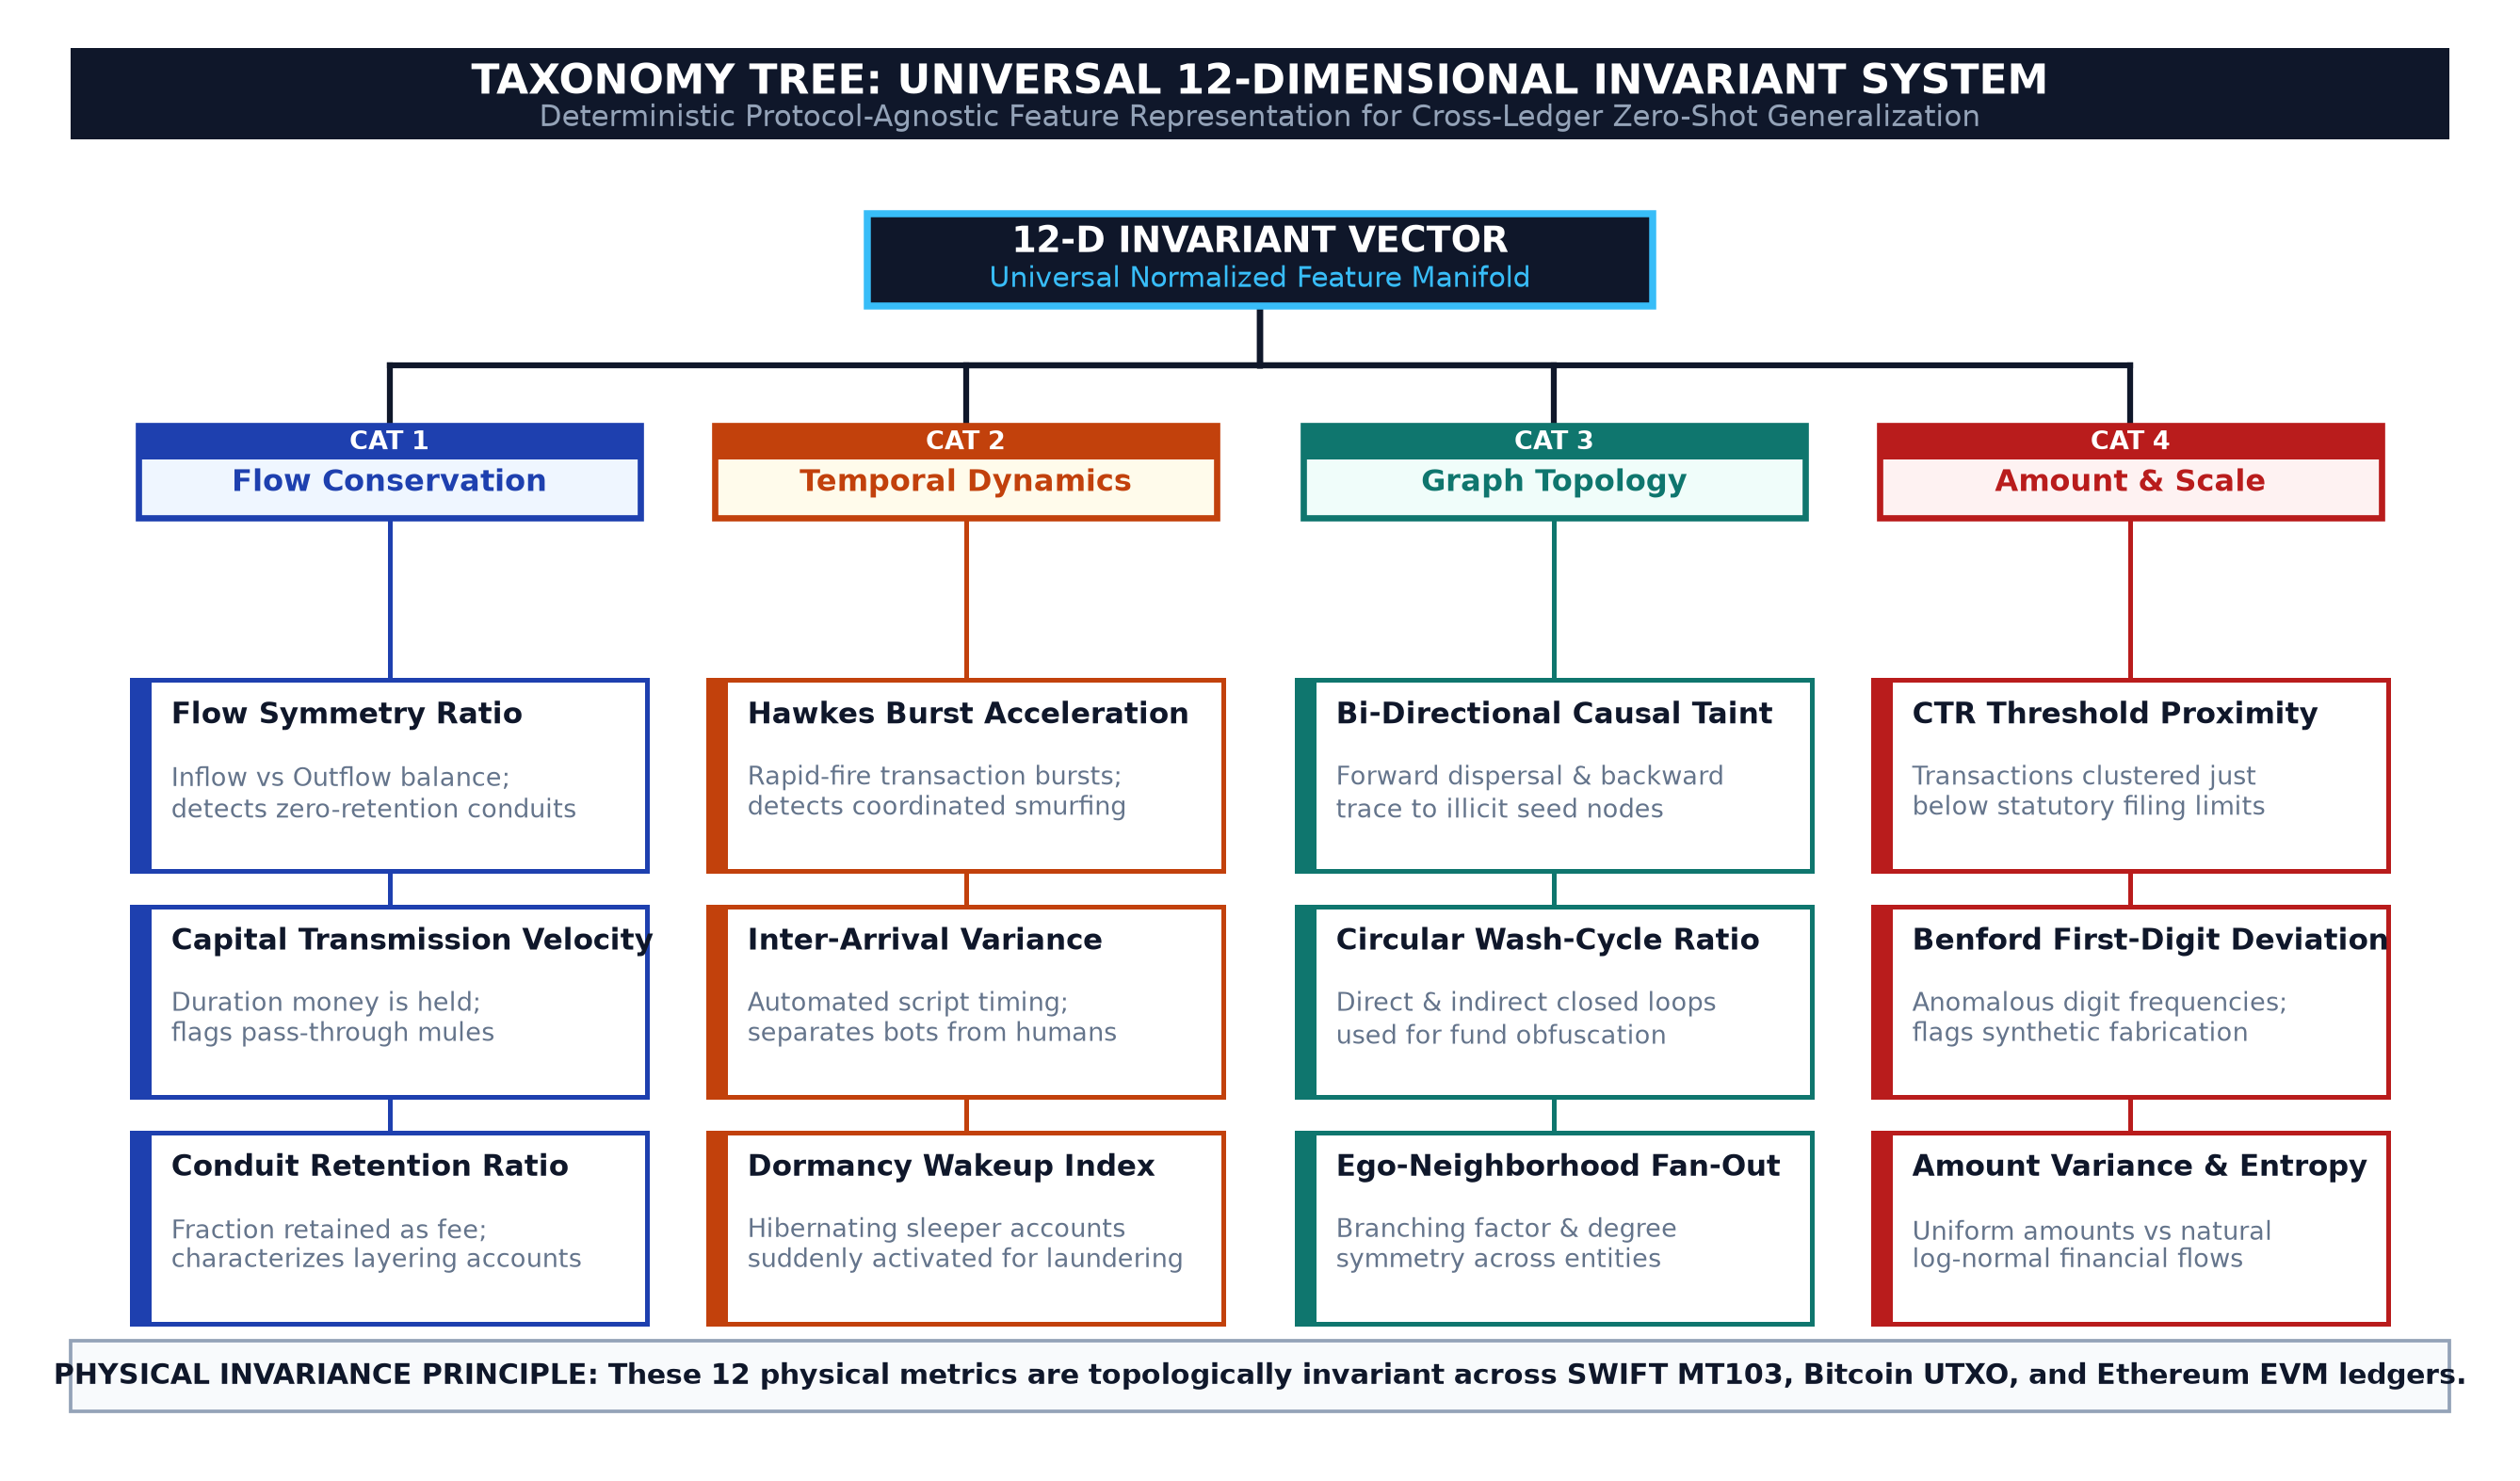 TAXONOMY TREE: UNIVERSAL 12-DIMENSIONAL INVARIANT SYSTEM
Deterministic Protocol-Agnostic Feature Representation for Cross-Ledger Zero-Shot Generalization
12-D INVARIANT VECTOR
Universal Normalized Feature Manifold
CAT 1
Flow Conservation
Flow Symmetry Ratio
Inflow vs Outflow balance;
detects zero-retention conduits
Capital Transmission Velocity
Duration money is held;
flags pass-through mules
Conduit Retention Ratio
Fraction retained as fee;
characterizes layering accounts
CAT 2
Temporal Dynamics
Hawkes Burst Acceleration
Rapid-fire transaction bursts;
detects coordinated smurfing
Inter-Arrival Variance
Automated script timing;
separates bots from humans
Dormancy Wakeup Index
Hibernating sleeper accounts
suddenly activated for laundering
CAT 3
Graph Topology
Bi-Directional Causal Taint
Forward dispersal & backward
trace to illicit seed nodes
Circular Wash-Cycle Ratio
Direct & indirect closed loops
used for fund obfuscation
Ego-Neighborhood Fan-Out
Branching factor & degree
symmetry across entities
CAT 4
Amount & Scale
CTR Threshold Proximity
Transactions clustered just
below statutory filing limits
Benford First-Digit Deviation
Anomalous digit frequencies;
flags synthetic fabrication
Amount Variance & Entropy
Uniform amounts vs natural
log-normal financial flows
PHYSICAL INVARIANCE PRINCIPLE: These 12 physical metrics are topologically invariant across SWIFT MT103, Bitcoin UTXO, and Ethereum EVM ledgers.